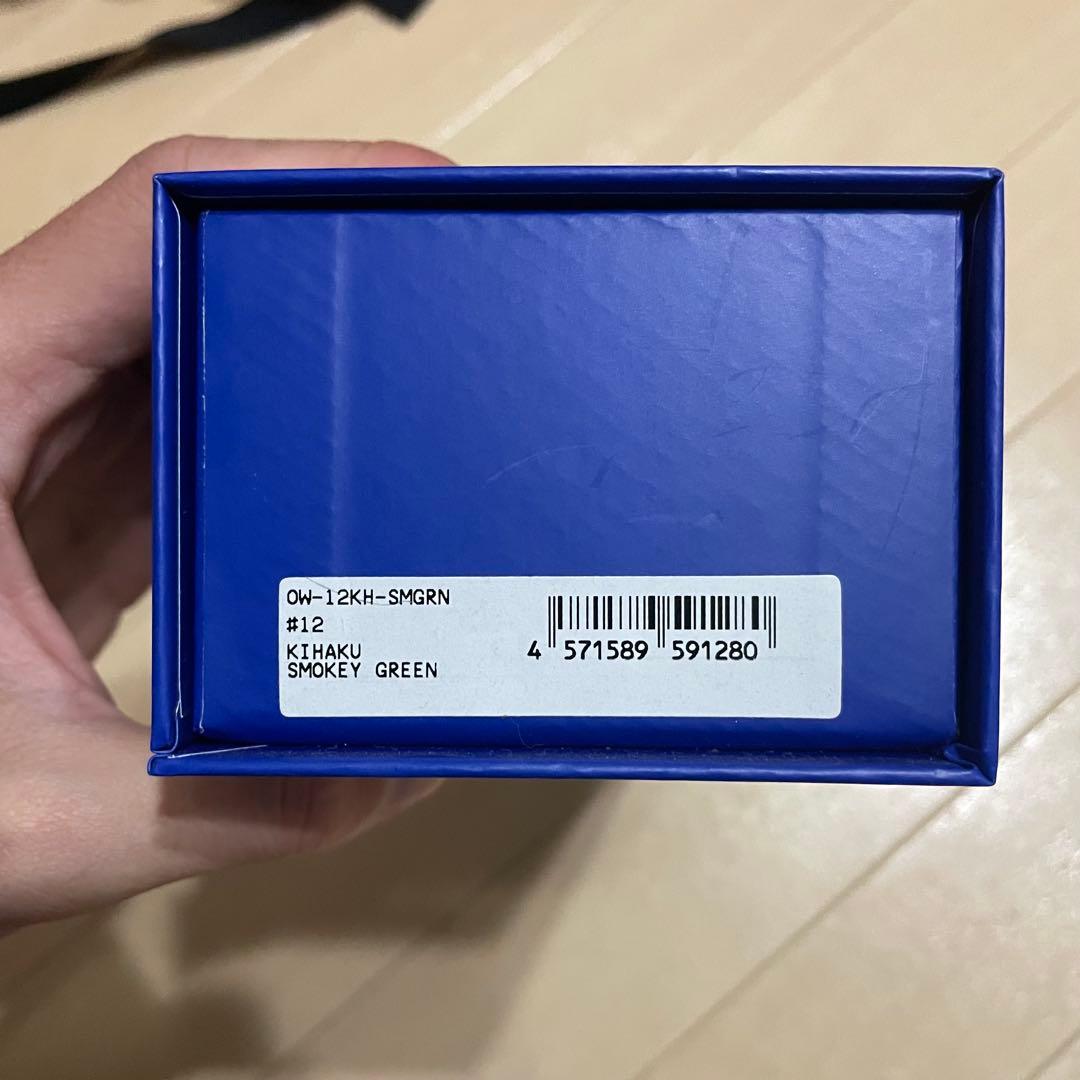 OW-12KH-SMGRN
#12
KIHAKU
SMOKEY GREEN
4 571589 591280